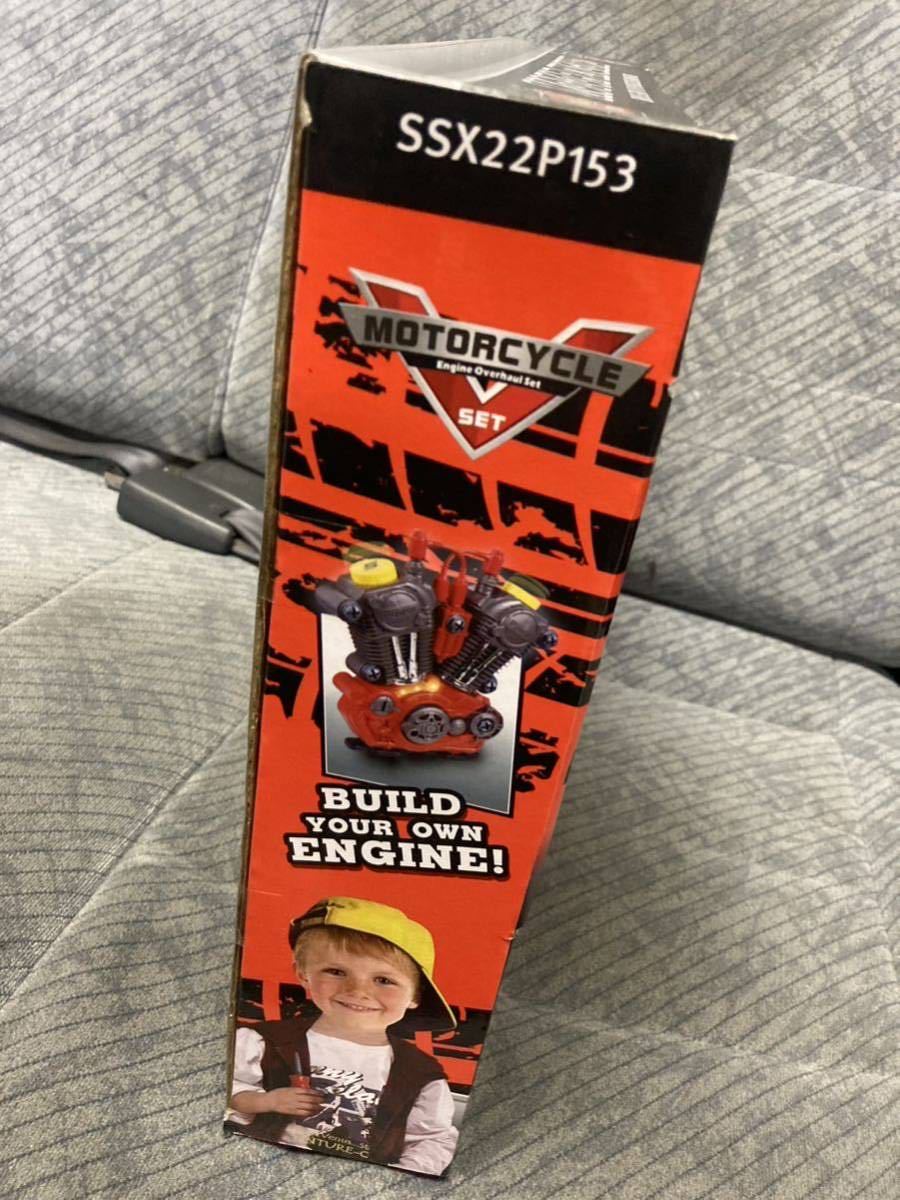 SSX22P153
MOTORCYCLE
Engine Overhaul Set
SET
BUILD
YOUR OWN
ENGINE!